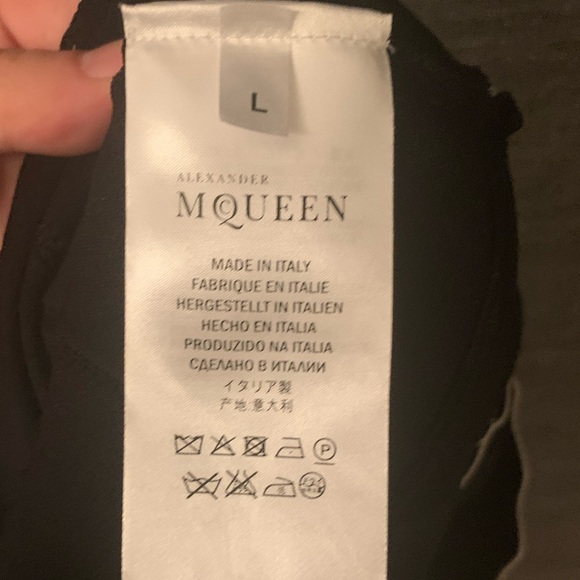 L
ALEXANDER
McQUEEN
MADE IN ITALY
FABRIQUE EN ITALIE
HERGESTELLT IN ITALIEN
HECHO EN ITALIA
PRODUZIDO NA ITALIA
СДЕЛАНО В ИТАЛИИ
イタリア製
产地:意大利
P